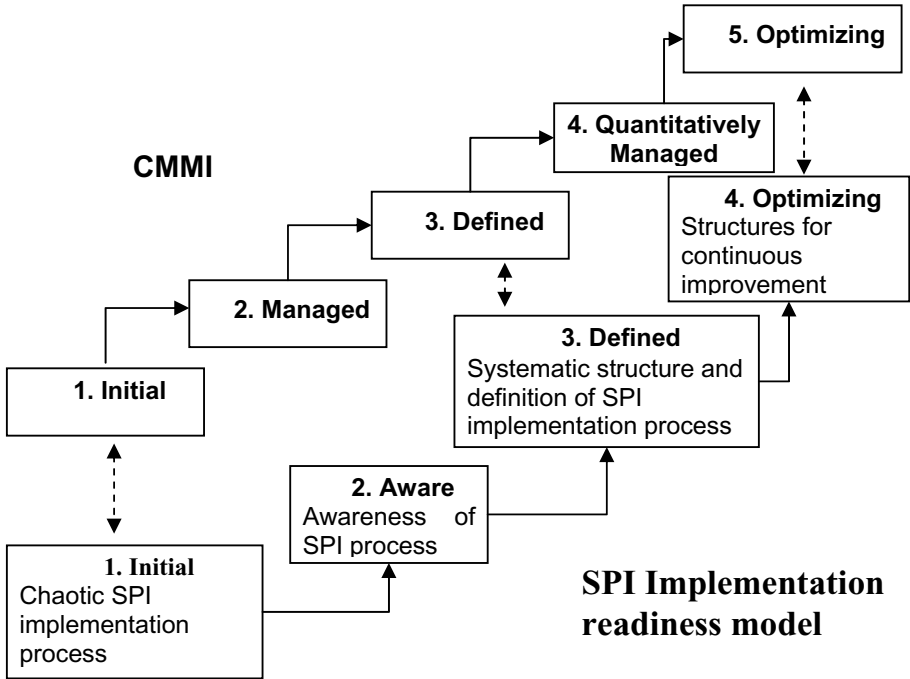 5. Optimizing
4. Quantitatively
Managed
CMMI
4. Optimizing
Structures for
continuous
improvement
3. Defined
2. Managed
3. Defined
Systematic structure and
definition of SPI
implementation process
1. Initial
2. Aware
Awareness of
SPI process
1. Initial
Chaotic SPI
implementation
process
SPI Implementation
readiness model